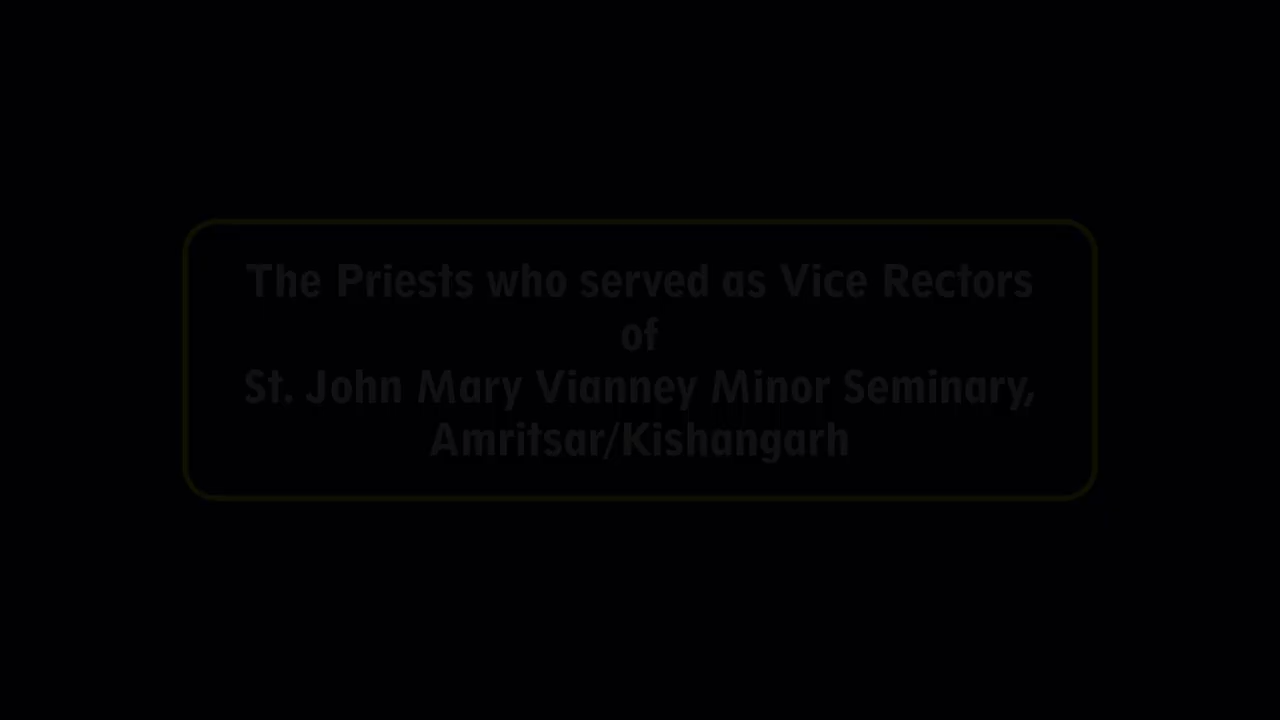 The Priests who served as Vice Rectors
of
St. John Mary Vianney Minor Seminary,
Amritsar/Kishangarh